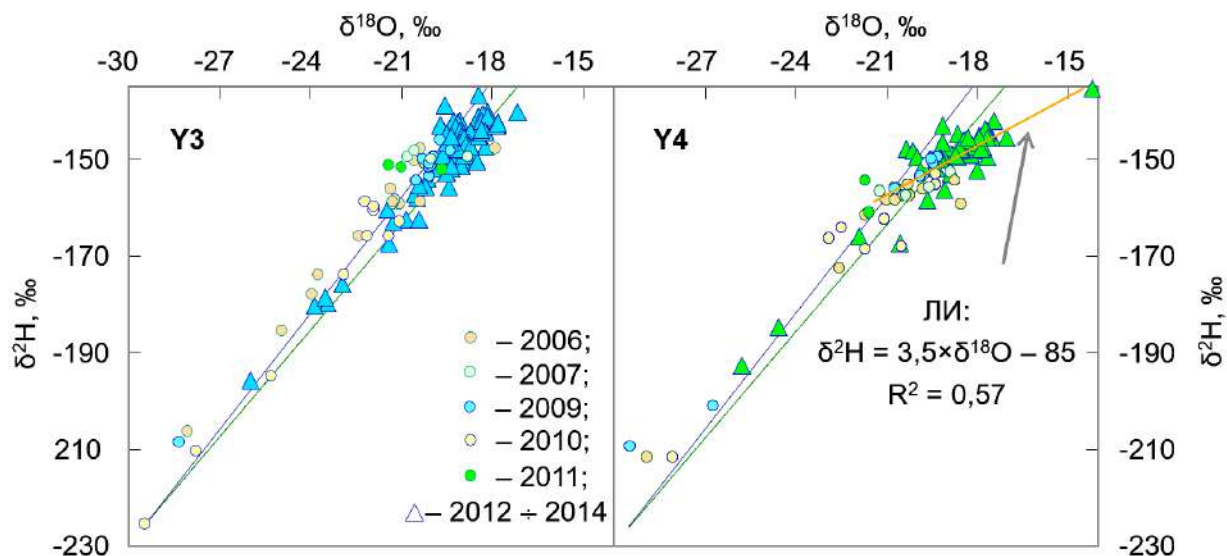 δ¹⁸O, ‰
δ¹⁸O, ‰
-30 -27 -24 -21 -18 -15
-27 -24 -21 -18 -15
Y3
Y4
-150
-170
-190
-210
-230
δ²H, ‰
– 2006;
– 2007;
– 2009;
– 2010;
– 2011;
– 2012 ÷ 2014
ЛИ:
δ²H = 3,5×δ¹⁸O – 85
R² = 0,57
-150
-170
-190
-210
-230
δ²H, ‰